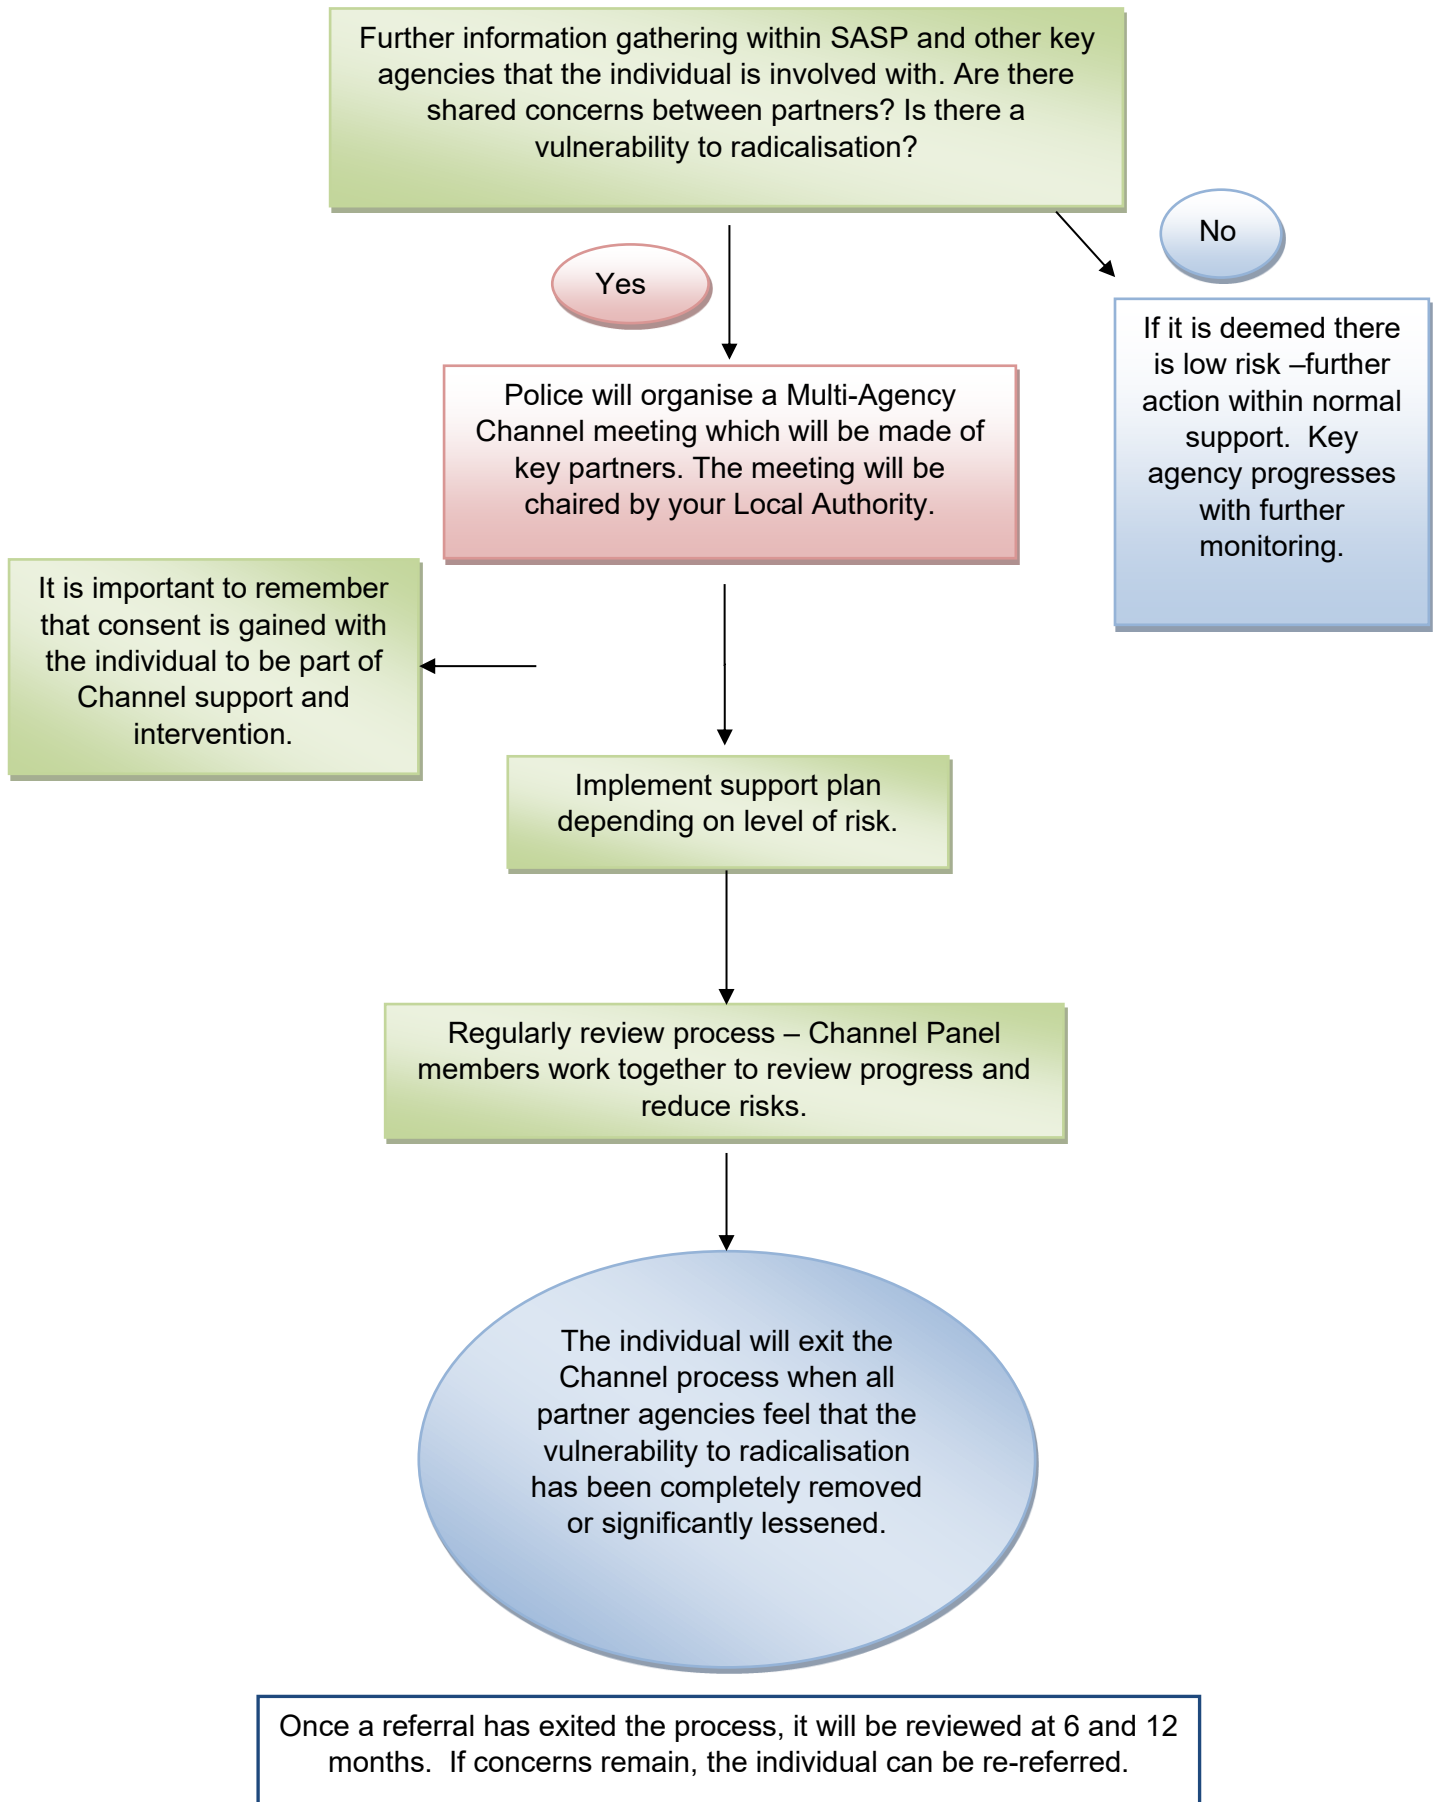 Further information gathering within SASP and other key
agencies that the individual is involved with. Are there
shared concerns between partners? Is there a
vulnerability to radicalisation?
No
Yes
If it is deemed there
is low risk –further
action within normal
support.  Key
agency progresses
with further
monitoring.
Police will organise a Multi-Agency
Channel meeting which will be made of
key partners. The meeting will be
chaired by your Local Authority.
It is important to remember
that consent is gained with
the individual to be part of
Channel support and
intervention.
Implement support plan
depending on level of risk.
Regularly review process – Channel Panel
members work together to review progress and
reduce risks.
The individual will exit the
Channel process when all
partner agencies feel that the
vulnerability to radicalisation
has been completely removed
or significantly lessened.
Once a referral has exited the process, it will be reviewed at 6 and 12
months.  If concerns remain, the individual can be re-referred.